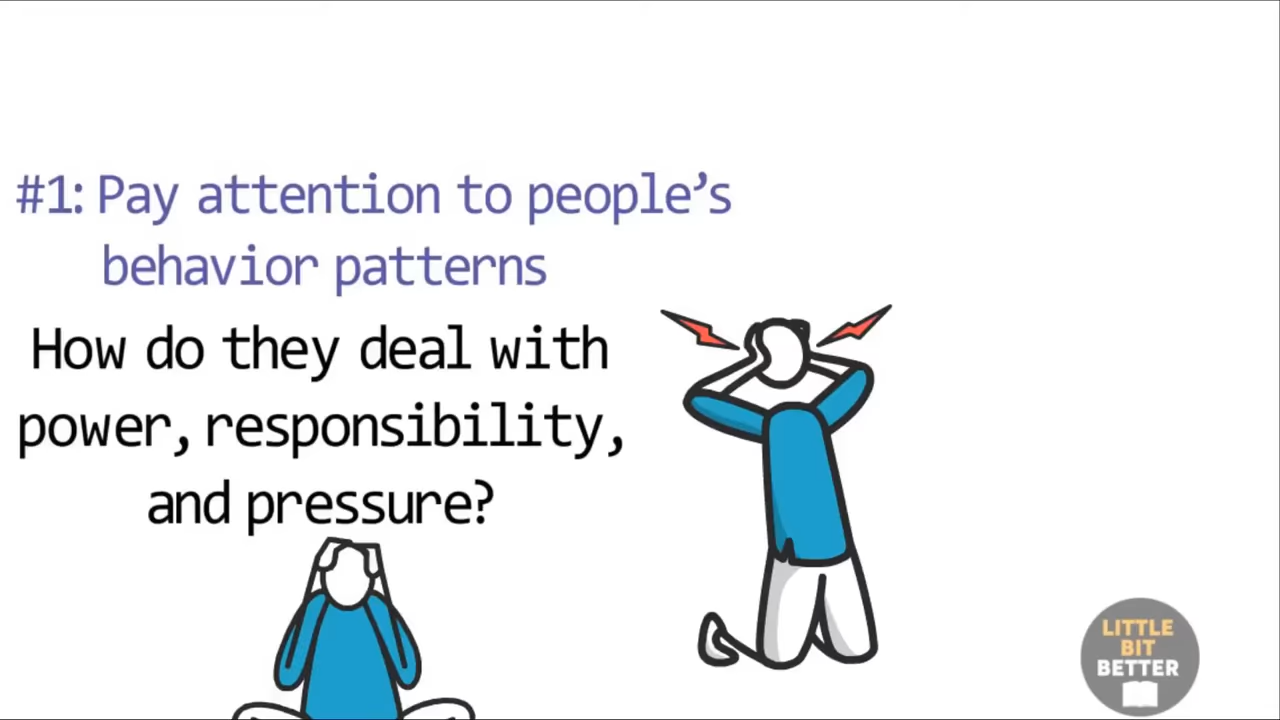 #1: Pay attention to people’s
behavior patterns
How do they deal with
power, responsibility,
and pressure?
LITTLE
BIT
BETTER